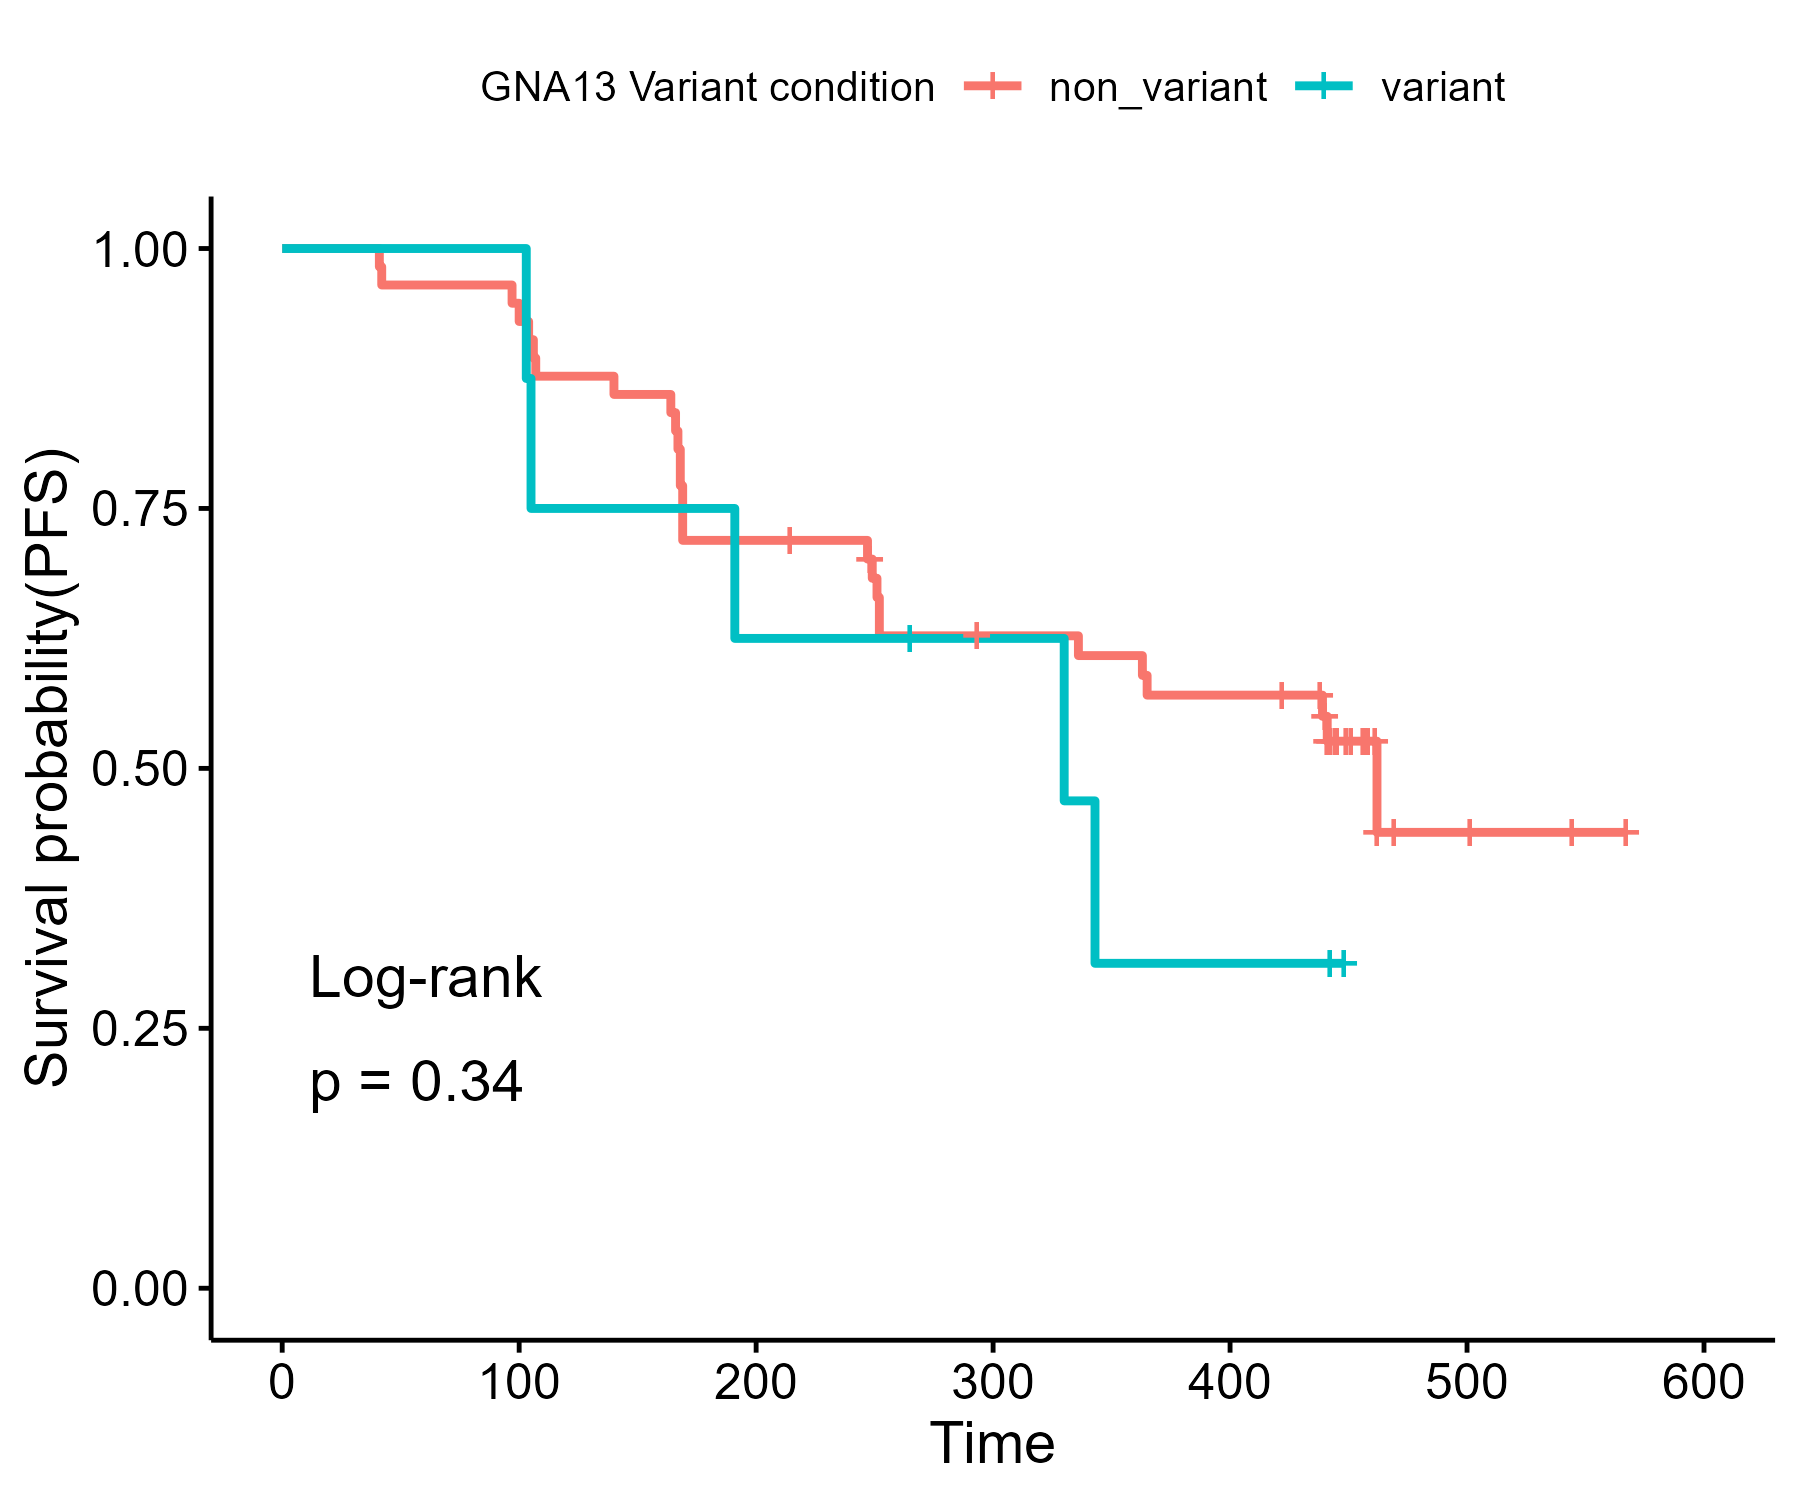 GNA13 Variant condition non_variant variant
Survival probability(PFS)
1.00
0.75
0.50
0.25
0.00
Log-rank
p = 0.34
0 100 200 300 400 500 600
Time